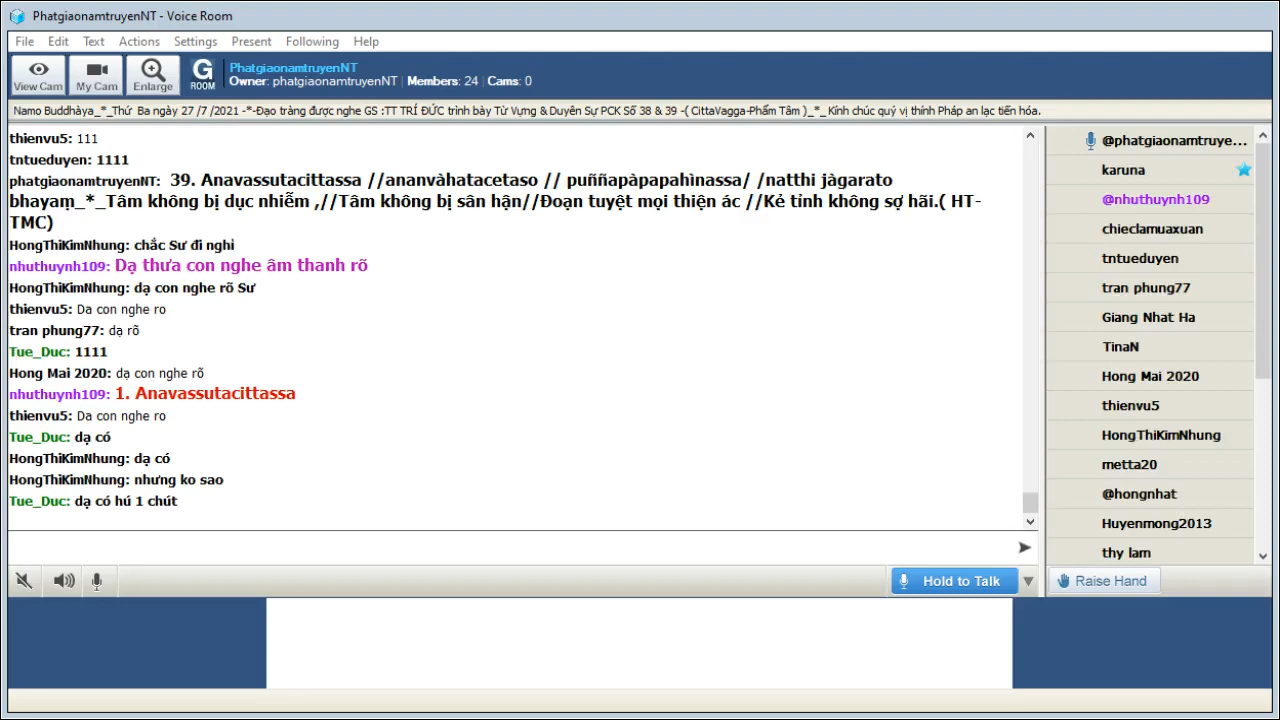 PhatgiaonamtruyenNT - Voice Room
File Edit Text Actions Settings Present Following Help
View Cam My Cam Enlarge G ROOM
PhatgiaonamtruyenNT
Owner: phatgiaonamtruyenNT Members: 24 Cams: 0
Namo Buddhàya_*_Thứ Ba ngày 27 /7 /2021 -*-Đạo tràng được nghe GS :TT TRÍ ĐỨC trình bày Từ Vựng & Duyên Sự PCK Số 38 & 39 -( CittaVagga-Phẩm Tâm )_*_ Kính chúc quý vị thính Pháp an lạc tiến hóa.
thienvu5: 111
tntueduyen: 1111
phatgiaonamtruyenNT: 39. Anavassutacittassa //ananvàhatacetaso // puññapàpapahìnassa/ /natthi jàgarato
bhayaṃ_*_Tâm không bị dục nhiễm ,//Tâm không bị sân hận//Đoạn tuyệt mọi thiện ác //Kẻ tỉnh không sợ hãi.( HT-
TMC)
HongThiKimNhung: chắc Sư đi nghỉ
nhuthuynh109: Dạ thưa con nghe âm thanh rõ
HongThiKimNhung: dạ con nghe rõ Sư
thienvu5: Da con nghe ro
tran phung77: dạ rõ
Tue_Duc: 1111
Hong Mai 2020: dạ con nghe rõ
nhuthuynh109: 1. Anavassutacittassa
thienvu5: Da con nghe ro
Tue_Duc: dạ có
HongThiKimNhung: dạ có
HongThiKimNhung: nhưng ko sao
Tue_Duc: dạ có hú 1 chút
Hold to Talk
@phatgiaonamtruye...
karuna
@nhuthuynh109
chieclamuaxuan
tntueduyen
tran phung77
Giang Nhat Ha
TinaN
Hong Mai 2020
thienvu5
HongThiKimNhung
metta20
@hongnhat
Huyenmong2013
thy lam
Raise Hand